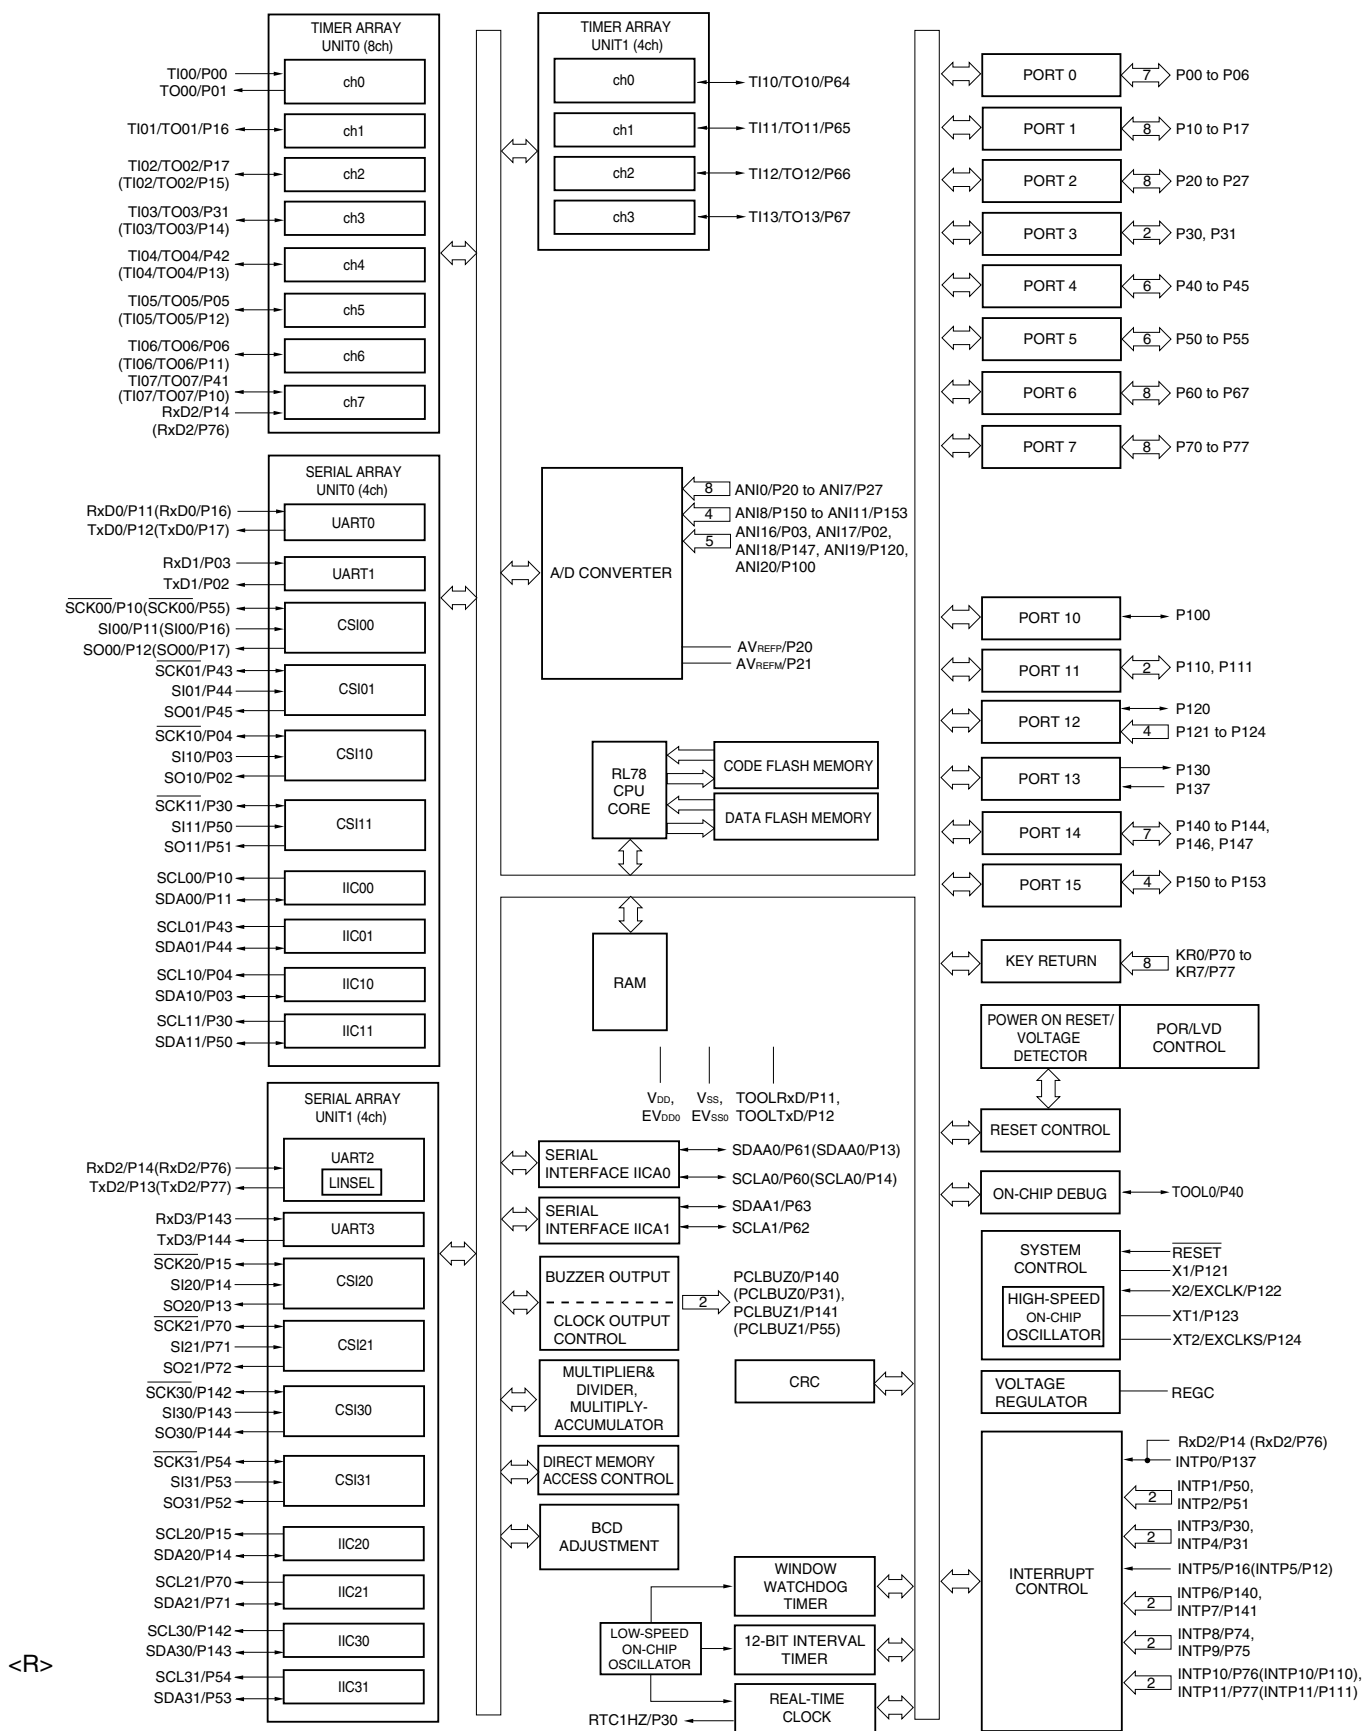 TIMER ARRAY
UNIT0 (8ch)
TI00/P00
TO00/P01
ch0
TI01/TO01/P16
ch1
TI02/TO02/P17
(TI02/TO02/P15)
ch2
TI03/TO03/P31
(TI03/TO03/P14)
ch3
TI04/TO04/P42
(TI04/TO04/P13)
ch4
TI05/TO05/P05
(TI05/TO05/P12)
ch5
TI06/TO06/P06
(TI06/TO06/P11)
ch6
TI07/TO07/P41
(TI07/TO07/P10)
RxD2/P14
(RxD2/P76)
ch7
SERIAL ARRAY
UNIT0 (4ch)
RxD0/P11(RxD0/P16)
TxD0/P12(TxD0/P17)
UART0
RxD1/P03
TxD1/P02
UART1
SCK00/P10(SCK00/P55)
SI00/P11(SI00/P16)
SO00/P12(SO00/P17)
CSI00
SCK01/P43
SI01/P44
SO01/P45
CSI01
SCK10/P04
SI10/P03
SO10/P02
CSI10
SCK11/P30
SI11/P50
SO11/P51
CSI11
SCL00/P10
SDA00/P11
IIC00
SCL01/P43
SDA01/P44
IIC01
SCL10/P04
SDA10/P03
IIC10
SCL11/P30
SDA11/P50
IIC11
SERIAL ARRAY
UNIT1 (4ch)
UART2
LINSEL
RxD2/P14(RxD2/P76)
TxD2/P13(TxD2/P77)
RxD3/P143
TxD3/P144
UART3
SCK20/P15
SI20/P14
SO20/P13
CSI20
SCK21/P70
SI21/P71
SO21/P72
CSI21
SCK30/P142
SI30/P143
SO30/P144
CSI30
SCK31/P54
SI31/P53
SO31/P52
CSI31
SCL20/P15
SDA20/P14
IIC20
SCL21/P70
SDA21/P71
IIC21
SCL30/P142
SDA30/P143
IIC30
<R>
SCL31/P54
SDA31/P53
IIC31
TIMER ARRAY
UNIT1 (4ch)
ch0
TI10/TO10/P64
ch1
TI11/TO11/P65
ch2
TI12/TO12/P66
ch3
TI13/TO13/P67
A/D CONVERTER
8 ANI0/P20 to ANI7/P27
4 ANI8/P150 to ANI11/P153
5 ANI16/P03, ANI17/P02,
ANI18/P147, ANI19/P120,
ANI20/P100
AVREFP/P20
AVREFM/P21
RL78
CPU
CORE
CODE FLASH MEMORY
DATA FLASH MEMORY
RAM
VDD,
EVDD0
VSS,
EVSS0
TOOLRxD/P11,
TOOLTxD/P12
SERIAL
INTERFACE IICA0
SDAA0/P61(SDAA0/P13)
SCLA0/P60(SCLA0/P14)
SERIAL
INTERFACE IICA1
SDAA1/P63
SCLA1/P62
BUZZER OUTPUT
CLOCK OUTPUT
CONTROL
2
PCLBUZ0/P140
(PCLBUZ0/P31),
PCLBUZ1/P141
(PCLBUZ1/P55)
MULTIPLIER&
DIVIDER,
MULITIPLY-
ACCUMULATOR
CRC
DIRECT MEMORY
ACCESS CONTROL
BCD
ADJUSTMENT
LOW-SPEED
ON-CHIP
OSCILLATOR
WINDOW
WATCHDOG
TIMER
12-BIT INTERVAL
TIMER
REAL-TIME
CLOCK
RTC1HZ/P30
PORT 0 7 P00 to P06
PORT 1 8 P10 to P17
PORT 2 8 P20 to P27
PORT 3 2 P30, P31
PORT 4 6 P40 to P45
PORT 5 6 P50 to P55
PORT 6 8 P60 to P67
PORT 7 8 P70 to P77
PORT 10 P100
PORT 11 2 P110, P111
PORT 12 P120
4 P121 to P124
PORT 13 P130
P137
PORT 14 7 P140 to P144,
P146, P147
PORT 15 4 P150 to P153
KEY RETURN 8 KR0/P70 to
KR7/P77
POWER ON RESET/
VOLTAGE
DETECTOR
POR/LVD
CONTROL
RESET CONTROL
ON-CHIP DEBUG TOOL0/P40
SYSTEM
CONTROL
HIGH-SPEED
ON-CHIP
OSCILLATOR
RESET
X1/P121
X2/EXCLK/P122
XT1/P123
XT2/EXCLKS/P124
VOLTAGE
REGULATOR
REGC
INTERRUPT
CONTROL
RxD2/P14 (RxD2/P76)
INTP0/P137
2 INTP1/P50,
INTP2/P51
2 INTP3/P30,
INTP4/P31
INTP5/P16(INTP5/P12)
2 INTP6/P140,
INTP7/P141
2 INTP8/P74,
INTP9/P75
2 INTP10/P76(INTP10/P110),
INTP11/P77(INTP11/P111)